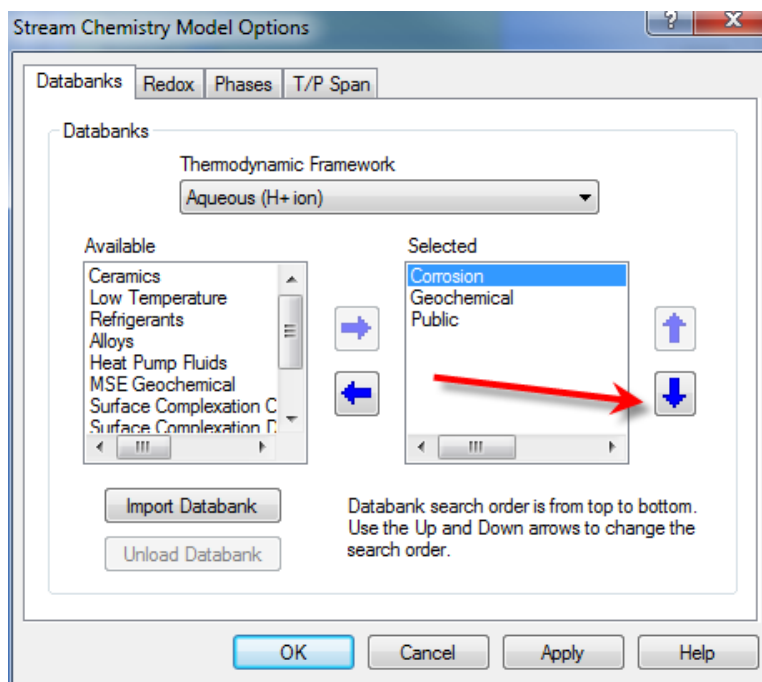 Stream Chemistry Model Options
?
X
Databanks Redox Phases T/P Span
Databanks
Thermodynamic Framework
Aqueous (H+ ion)
Available
Ceramics
Low Temperature
Refrigerants
Alloys
Heat Pump Fluids
MSE Geochemical
Surface Complexation C
Surface Complexation D
Selected
Corrosion
Geochemical
Public
Import Databank
Unload Databank
Databank search order is from top to bottom.
Use the Up and Down arrows to change the
search order.
OK Cancel Apply Help